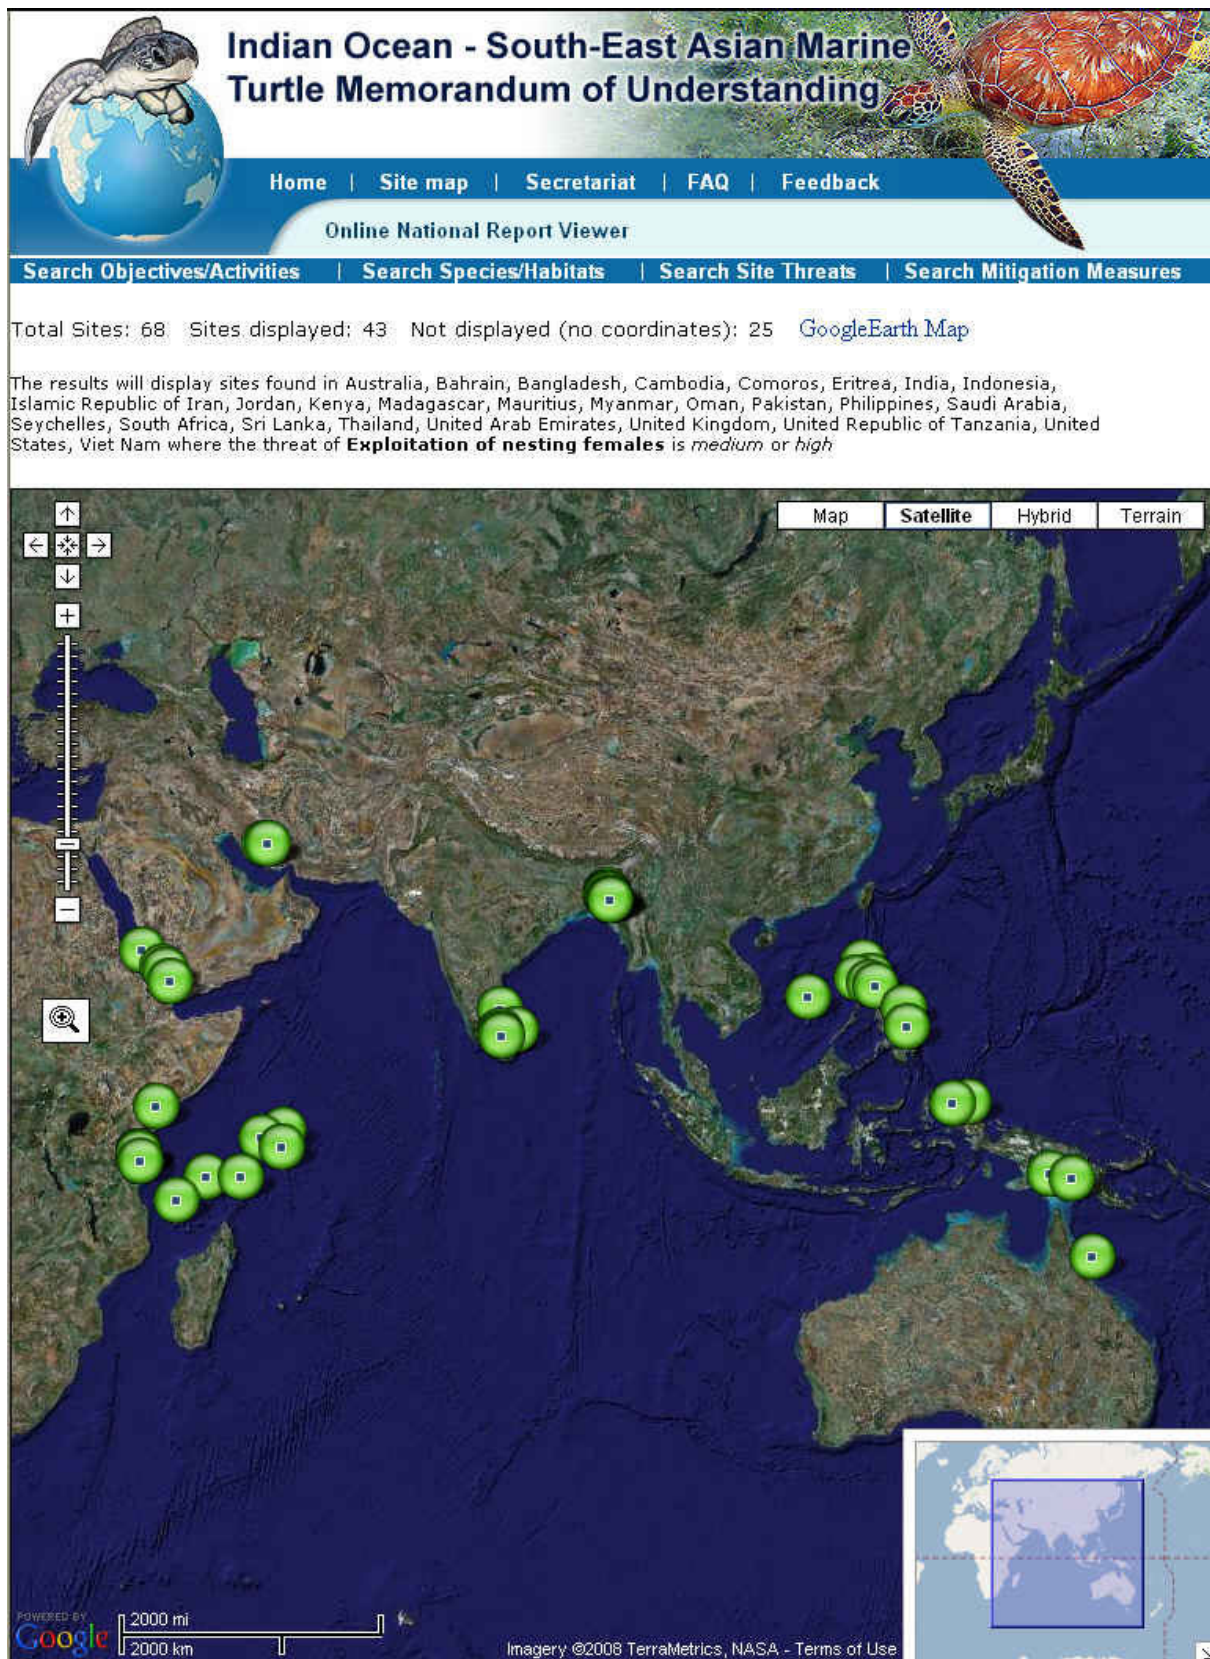 Indian Ocean - South-East Asian Marine
Turtle Memorandum of Understanding
Home | Site map | Secretariat | FAQ | Feedback
Online National Report Viewer
Search Objectives/Activities | Search Species/Habitats | Search Site Threats | Search Mitigation Measures
Total Sites: 68 Sites displayed: 43 Not displayed (no coordinates): 25 GoogleEarth Map
The results will display sites found in Australia, Bahrain, Bangladesh, Cambodia, Comoros, Eritrea, India, Indonesia,
Islamic Republic of Iran, Jordan, Kenya, Madagascar, Mauritius, Myanmar, Oman, Pakistan, Philippines, Saudi Arabia,
Seychelles, South Africa, Sri Lanka, Thailand, United Arab Emirates, United Kingdom, United Republic of Tanzania, United
States, Viet Nam where the threat of Exploitation of nesting females is medium or high
Map Satellite Hybrid Terrain
POWERED BY
Google
2000 mi
2000 km
Imagery ©2008 TerraMetrics, NASA - Terms of Use